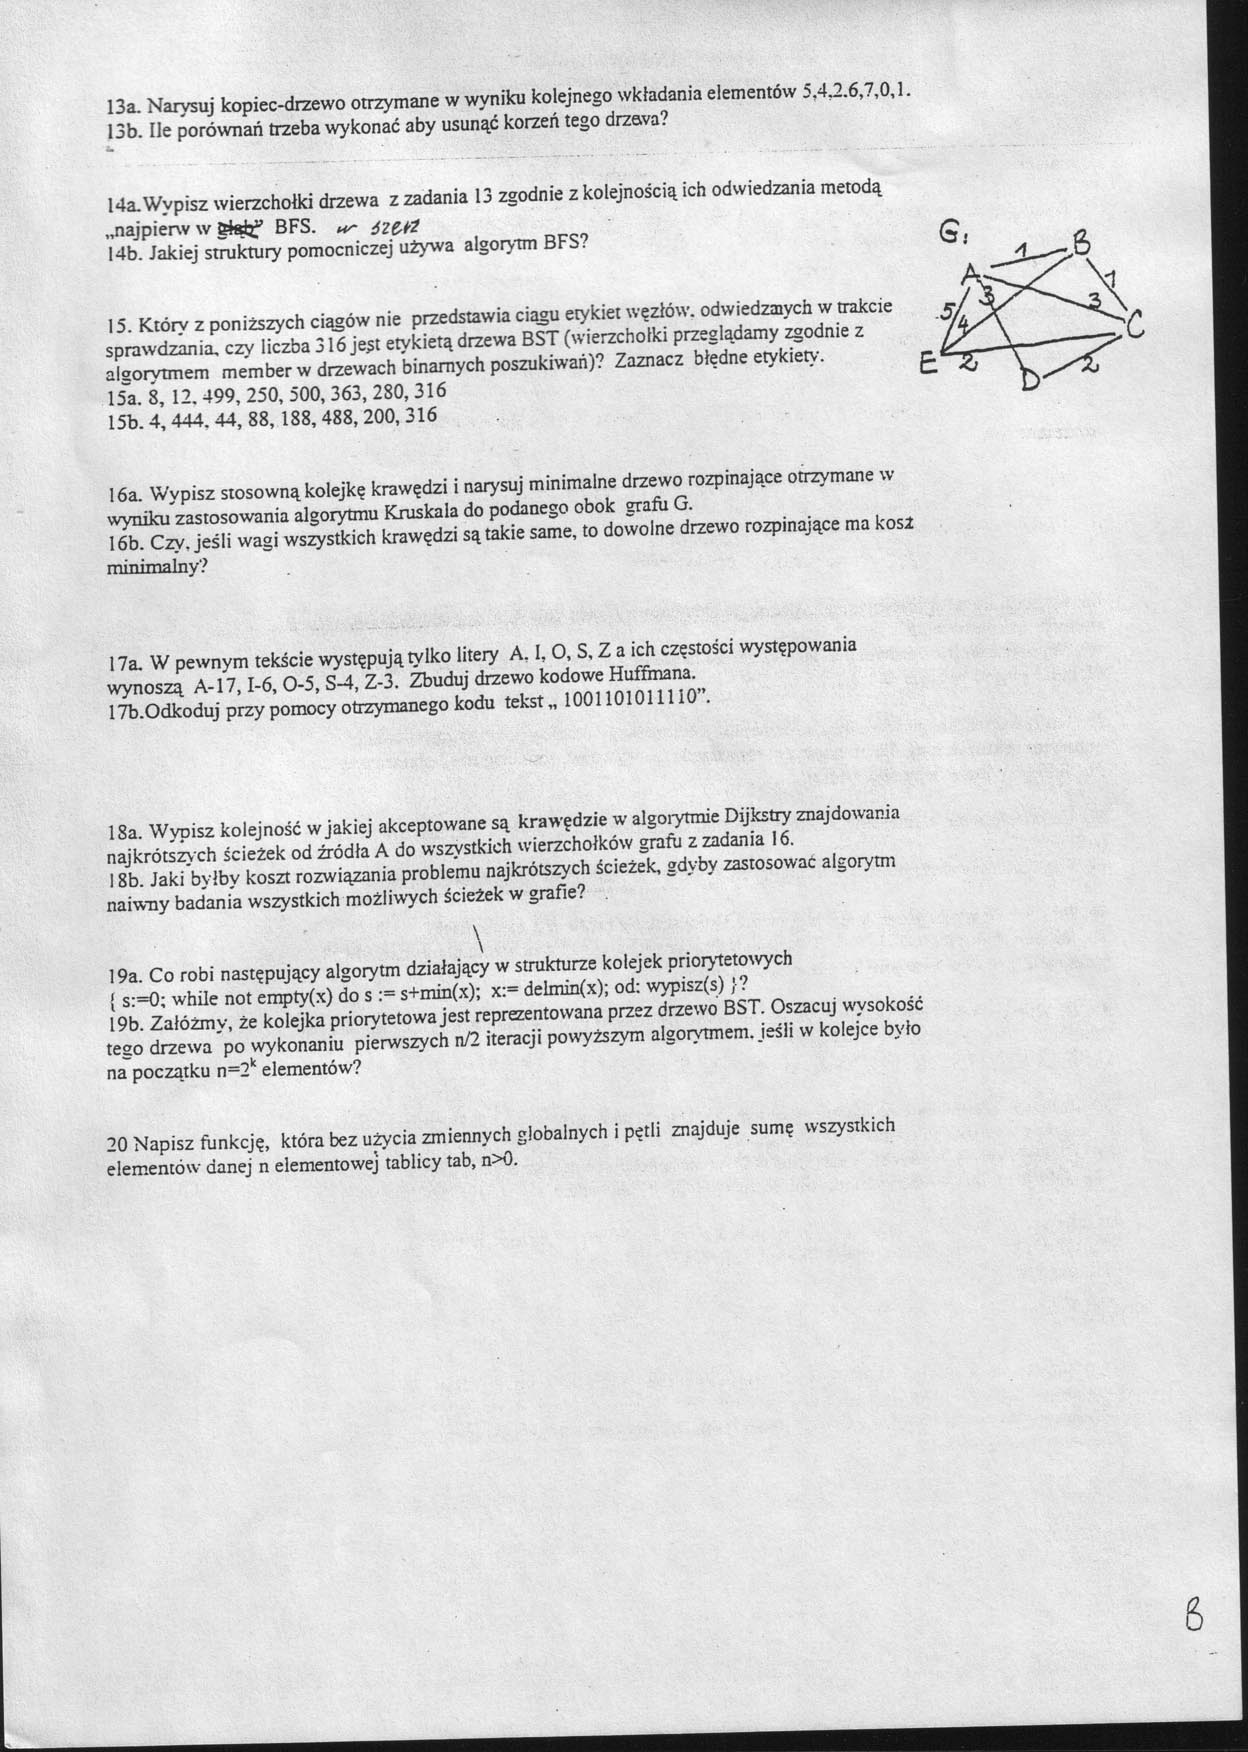 13a. Narysuj kopiec-drzewo otrzymane w wyniku kolejnego wkładania elementów 5,4,2.6,7,0,1.
13b. Ile porównań trzeba wykonać aby usunąć korzeń tego drzewa?
14a.Wypisz wierzchołki drzewa z zadania 13 zgodnie z kolejnością ich odwiedzania metodą
„najpierw w głąb” BFS. w szerz
14b. Jakiej struktury pomocniczej używa algorytm BFS?
15. Który z poniższych ciągów nie przedstawia ciągu etykiet węzłów, odwiedzanych w trakcie
sprawdzania, czy liczba 316 jest etykietą drzewa BST (wierzchołki przeglądamy zgodnie z
algorytmem member w drzewach binarnych poszukiwań)? Zaznacz błędne etykiety.
15a. 8, 12, 499, 250, 500, 363, 280, 316
15b. 4, 444, 44, 88, 188, 488, 200, 316
G:
1
B
A
1
5
3
3
4
C
E
2
D
2
16a. Wypisz stosowną kolejkę krawędzi i narysuj minimalne drzewo rozpinające otrzymane w
wyniku zastosowania algorytmu Kruskala do podanego obok grafu G.
16b. Czy, jeśli wagi wszystkich krawędzi są takie same, to dowolne drzewo rozpinające ma koszt
minimalny?
17a. W pewnym tekście występują tylko litery A, I, O, S, Z a ich częstości występowania
wynoszą A-17, I-6, O-5, S-4, Z-3. Zbuduj drzewo kodowe Huffmana.
17b.Odkoduj przy pomocy otrzymanego kodu tekst „ 1001101011110”.
18a. Wypisz kolejność w jakiej akceptowane są krawędzie w algorytmie Dijkstry znajdowania
najkrótszych ścieżek od źródła A do wszystkich wierzchołków grafu z zadania 16.
18b. Jaki byłby koszt rozwiązania problemu najkrótszych ścieżek, gdyby zastosować algorytm
naiwny badania wszystkich możliwych ścieżek w grafie?
19a. Co robi następujący algorytm działający w strukturze kolejek priorytetowych
{ s:=0; while not empty(x) do s := s+min(x); x:= delmin(x); od: wypisz(s) }?
19b. Załóżmy, że kolejka priorytetowa jest reprezentowana przez drzewo BST. Oszacuj wysokość
tego drzewa po wykonaniu pierwszych n/2 iteracji powyższym algorytmem, jeśli w kolejce było
na początku n=2ᵏ elementów?
20 Napisz funkcję, która bez użycia zmiennych globalnych i pętli znajduje sumę wszystkich
elementów danej n elementowej tablicy tab, n>0.
B